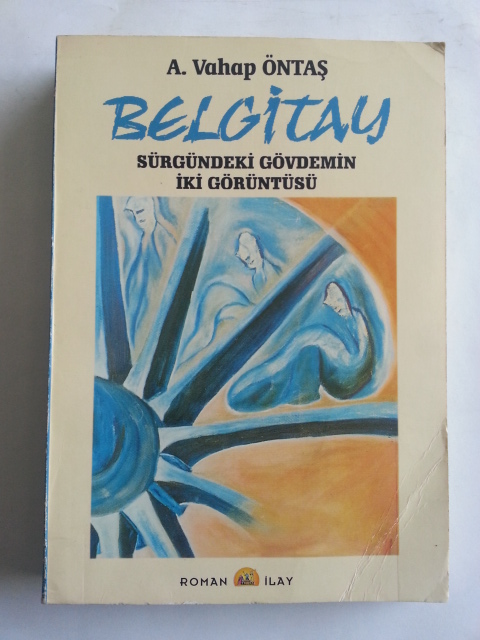 A. Vahap ÖNTAŞ
BELGİTAY
SÜRGÜNDEKİ GÖVDEMİN
İKİ GÖRÜNTÜSÜ
ROMAN İLAY